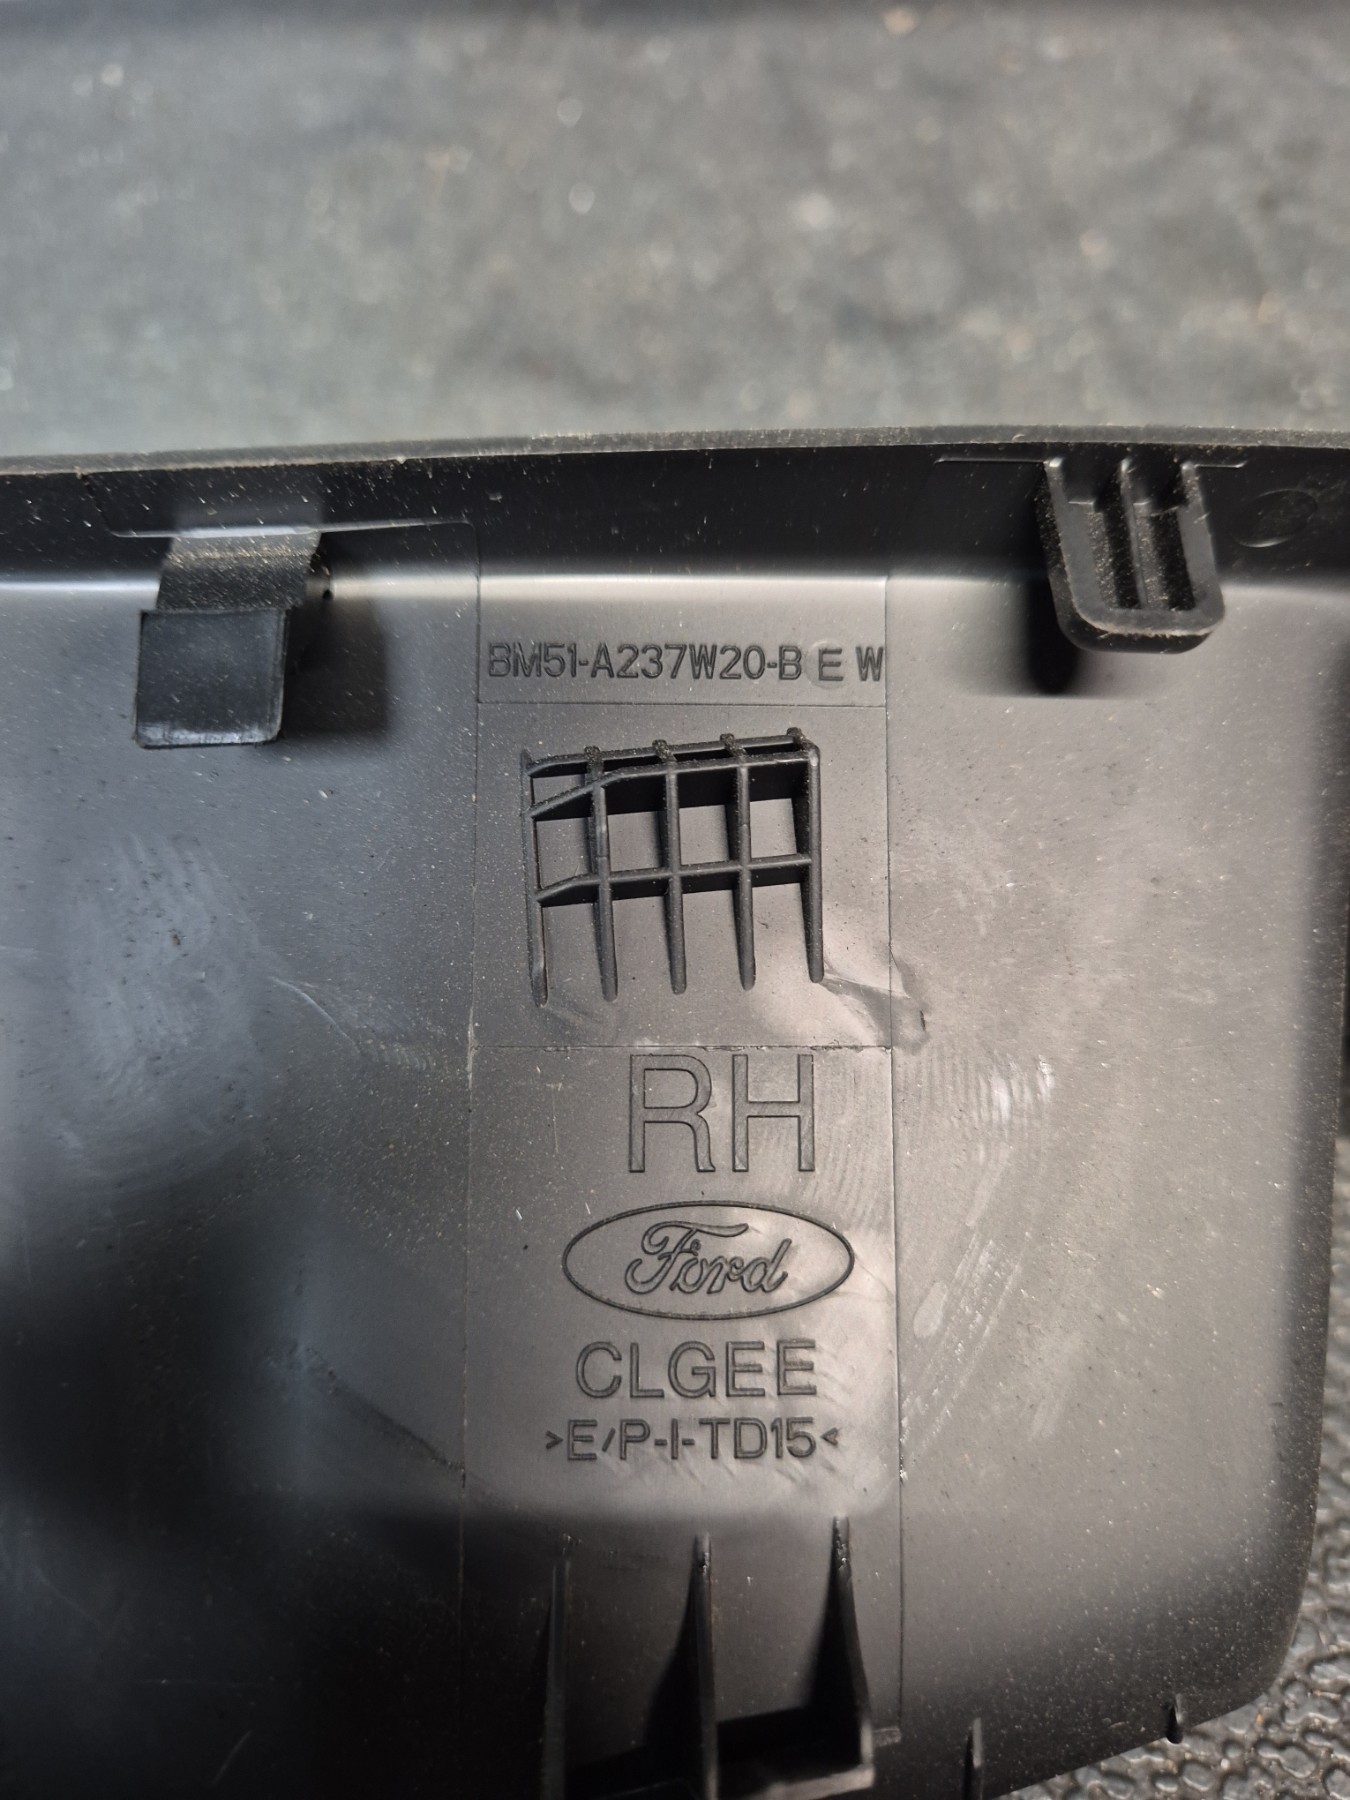 BM51-A237W20-B E W
RH
Ford
CLGEE
>E/P-I-TD15<